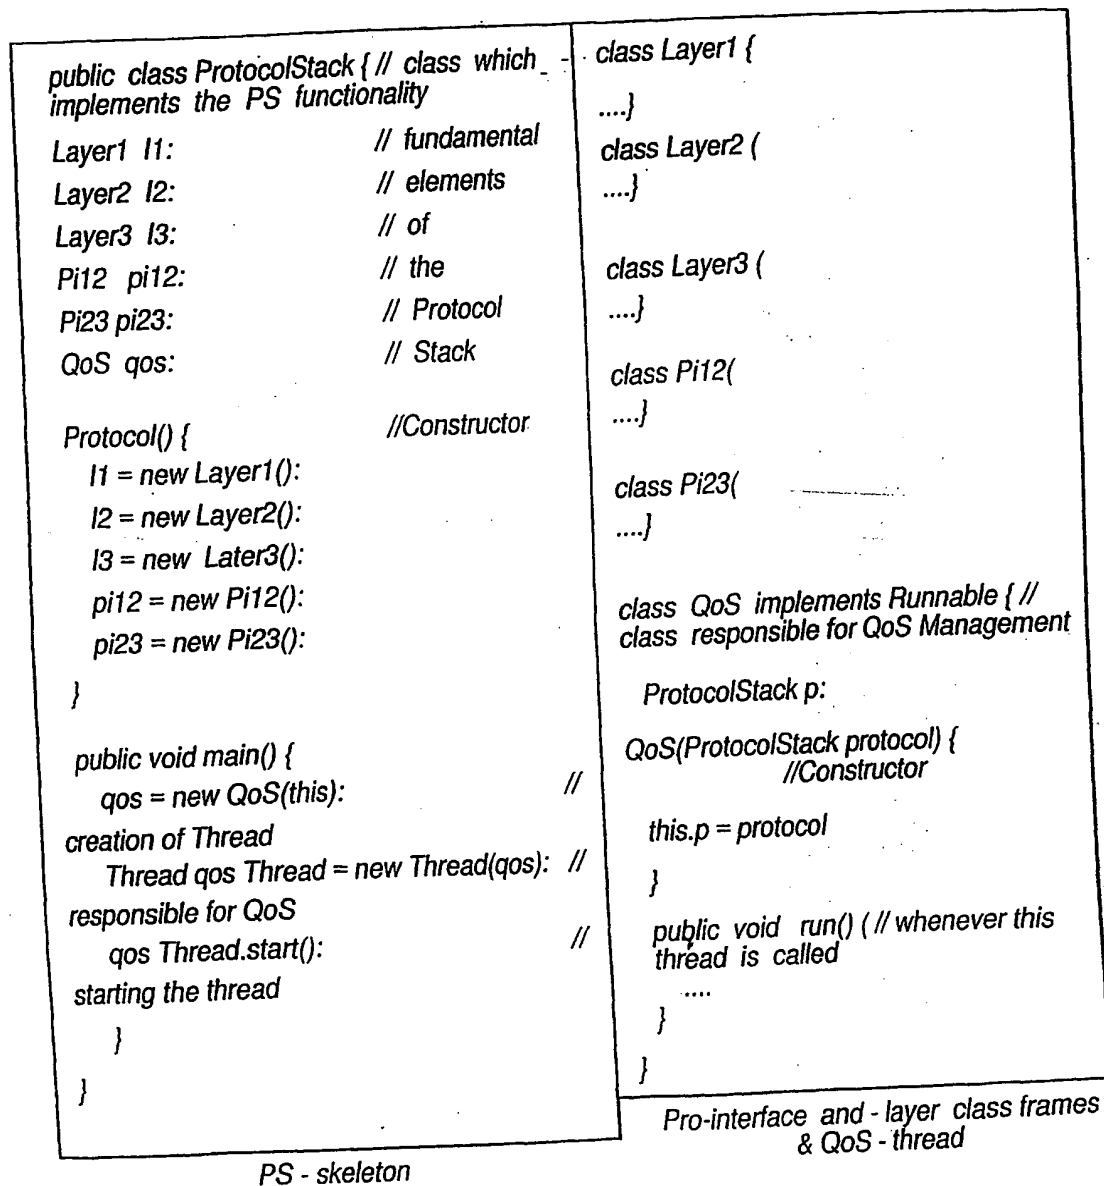 public class ProtocolStack { // class which
implements the PS functionality
Layer1 l1: // fundamental
Layer2 l2: // elements
Layer3 l3: // of
Pi12 pi12: // the
Pi23 pi23: // Protocol
QoS qos: // Stack
Protocol() { //Constructor
l1 = new Layer1():
l2 = new Layer2():
l3 = new Later3():
pi12 = new Pi12():
pi23 = new Pi23():
}
public void main() {
qos = new QoS(this): //
creation of Thread
Thread qos Thread = new Thread(qos): //
responsible for QoS
qos Thread.start(): //
starting the thread
}
}
PS - skeleton
class Layer1 {
....}
class Layer2 (
....}
class Layer3 (
....}
class Pi12(
....}
class Pi23(
....}
class QoS implements Runnable { //
class responsible for QoS Management
ProtocolStack p:
QoS(ProtocolStack protocol) {
//Constructor
this.p = protocol
}
public void run() ( // whenever this
thread is called
....
}
}
Pro-interface and - layer class frames
& QoS - thread